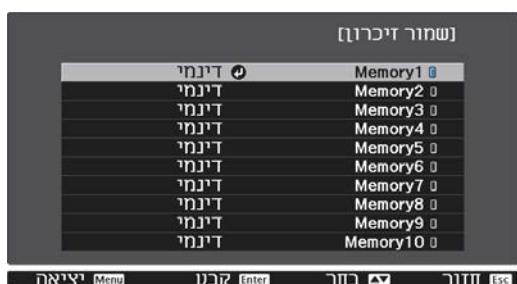 [שמור זיכרון]
Memory1 דינמי
Memory2 דינמי
Memory3 דינמי
Memory4 דינמי
Memory5 דינמי
Memory6 דינמי
Memory7 דינמי
Memory8 דינמי
Memory9 דינמי
Memory10 דינמי
Esc חזור בחר Enter קבע Menu יציאה